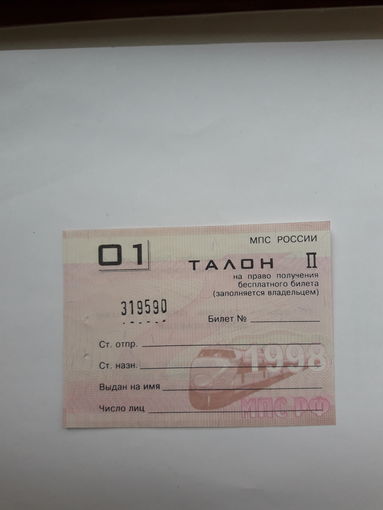 МПС РОССИИ
01
ТАЛОН II
на право получения
бесплатного билета
(заполняется владельцем)
319590
Билет №
Ст. отпр.
Ст. назн.
1998
Выдан на имя
Число лиц
МПС РФ